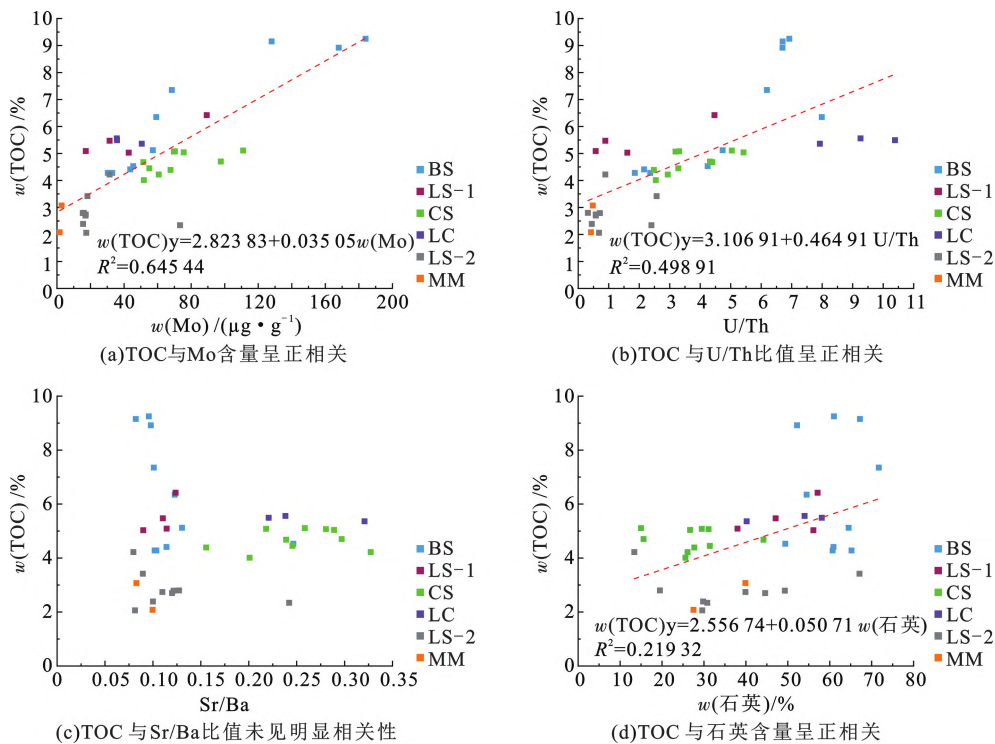 10
9
8
7
6
5
4
3
2
1
0
w(TOC)/%
BS
LS-1
CS
LC
LS-2
MM
w(TOC)y=2.823 83+0.035 05w(Mo)
R²=0.645 44
0 40 80 120 160 200
w(Mo)/(μg·g⁻¹)
(a)TOC与Mo含量呈正相关
10
9
8
7
6
5
4
3
2
1
0
w(TOC)/%
BS
LS-1
CS
LC
LS-2
MM
w(TOC)y=3.106 91+0.464 91 U/Th
R²=0.498 91
0 1 2 3 4 5 6 7 8 9 10 11
U/Th
(b)TOC与U/Th比值呈正相关
10
8
6
4
2
0
w(TOC)/%
BS
LS-1
CS
LC
LS-2
MM
0 0.05 0.10 0.15 0.20 0.25 0.30 0.35
Sr/Ba
(c)TOC与Sr/Ba比值未见明显相关性
10
8
6
4
2
0
w(TOC)/%
BS
LS-1
CS
LC
LS-2
MM
w(TOC)y=2.556 74+0.050 71 w(石英)
R²=0.219 32
0 10 20 30 40 50 60 70 80
w(石英)/%
(d)TOC与石英含量呈正相关